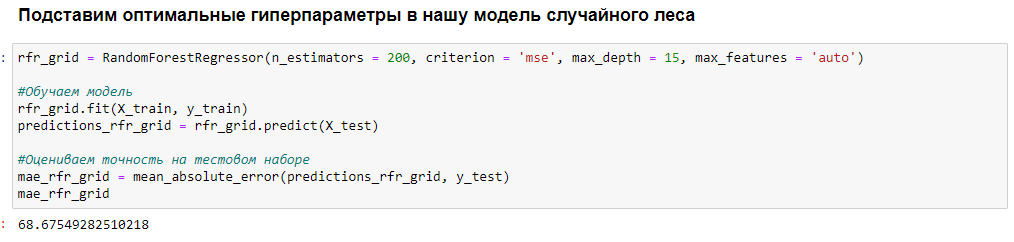 Подставим оптимальные гиперпараметры в нашу модель случайного леса
: rfr_grid = RandomForestRegressor(n_estimators = 200, criterion = 'mse', max_depth = 15, max_features = 'auto')
#Обучаем модель
rfr_grid.fit(X_train, y_train)
predictions_rfr_grid = rfr_grid.predict(X_test)
#Оцениваем точность на тестовом наборе
mae_rfr_grid = mean_absolute_error(predictions_rfr_grid, y_test)
mae_rfr_grid
: 68.67549282510218